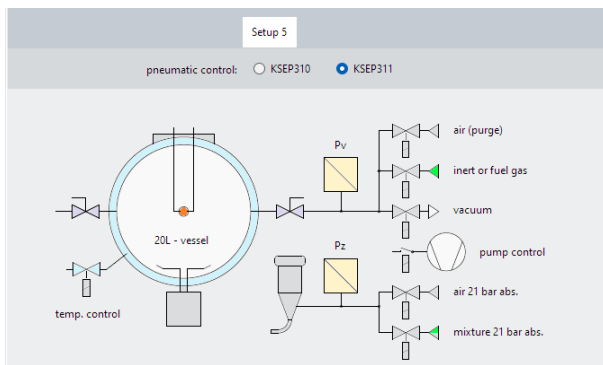 Setup 5
pneumatic control: KSEP310 KSEP311
Pv
air (purge)
inert or fuel gas
vacuum
20L - vessel
Pz
pump control
temp. control
air 21 bar abs.
mixture 21 bar abs.